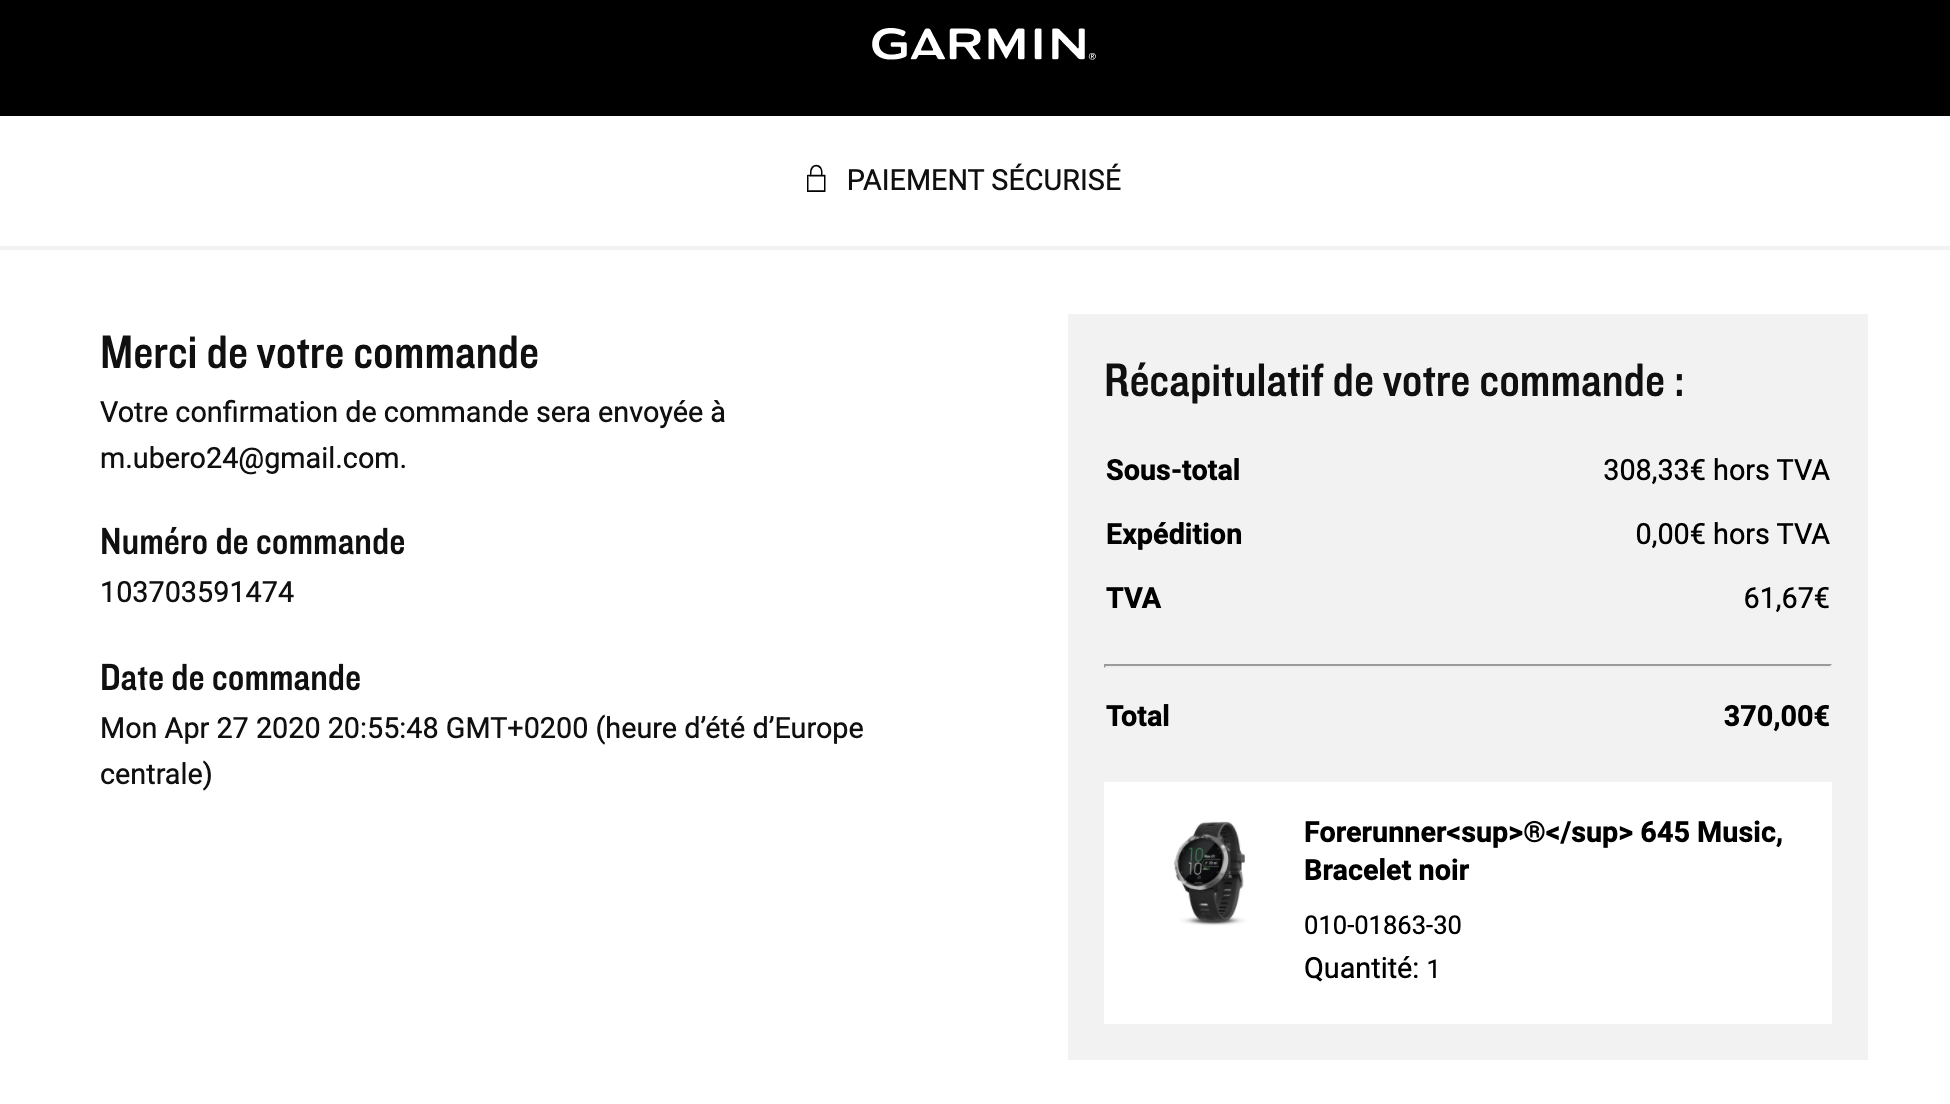 GARMIN®
PAIEMENT SÉCURISÉ
Merci de votre commande
Votre confirmation de commande sera envoyée à
m.ubero24@gmail.com.
Numéro de commande
103703591474
Date de commande
Mon Apr 27 2020 20:55:48 GMT+0200 (heure d’été d’Europe
centrale)
Récapitulatif de votre commande :
Sous-total 308,33€ hors TVA
Expédition 0,00€ hors TVA
TVA 61,67€
Total 370,00€
Forerunner<sup>®</sup> 645 Music,
Bracelet noir
010-01863-30
Quantité: 1